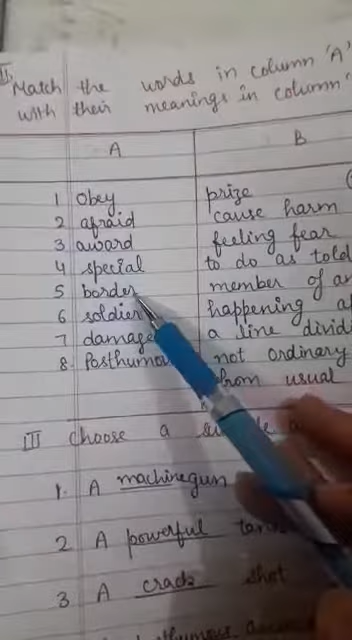 II Match the words in column 'A'
with their meanings in column
A B
1 Obey prize
2 afraid cause harm
3 award feeling fear
4 special to do as told
5 border member of
6 soldier happening
7 damage a line
8. Posthumo not ordinary
from usual
III Choose a
1. A machinegun
2 A powerful
3 A crack shot